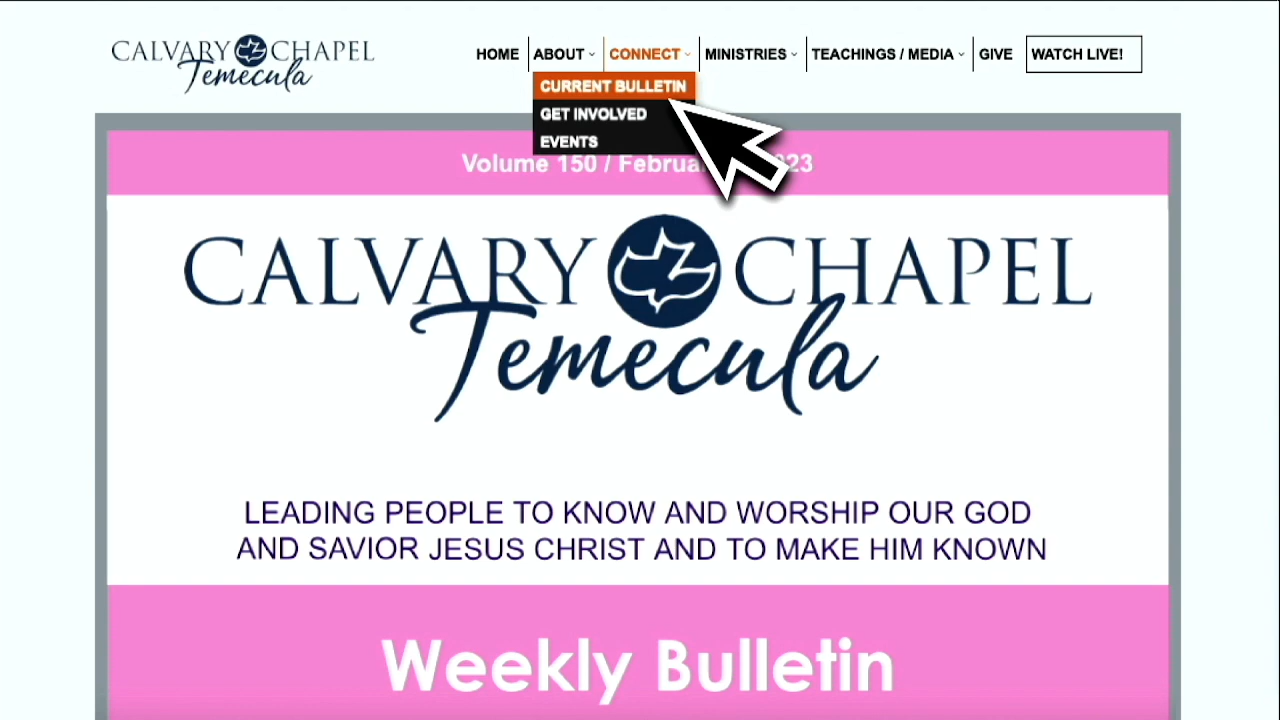 CALVARY CHAPEL
Temecula
HOME ABOUT CONNECT MINISTRIES TEACHINGS / MEDIA GIVE WATCH LIVE!
CURRENT BULLETIN
GET INVOLVED
EVENTS
Volume 150 /
CALVARY CHAPEL
Temecula
LEADING PEOPLE TO KNOW AND WORSHIP OUR GOD
AND SAVIOR JESUS CHRIST AND TO MAKE HIM KNOWN
Weekly Bulletin